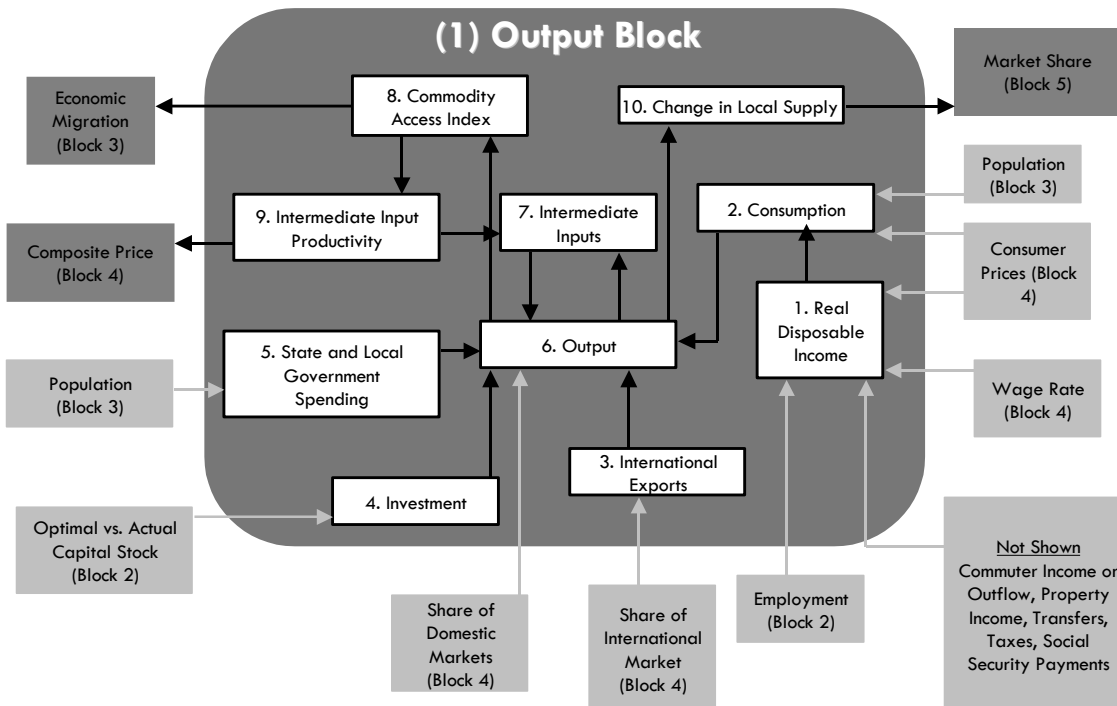 (1) Output Block
Economic
Migration
(Block 3)
8. Commodity
Access Index
10. Change in Local Supply
Market Share
(Block 5)
Composite Price
(Block 4)
9. Intermediate Input
Productivity
7. Intermediate
Inputs
2. Consumption
Population
(Block 3)
Consumer
Prices (Block
4)
1. Real
Disposable
Income
6. Output
5. State and Local
Government
Spending
Population
(Block 3)
Wage Rate
(Block 4)
3. International
Exports
4. Investment
Optimal vs. Actual
Capital Stock
(Block 2)
Share of
Domestic
Markets
(Block 4)
Share of
International
Market
(Block 4)
Employment
(Block 2)
Not Shown
Commuter Income or
Outflow, Property
Income, Transfers,
Taxes, Social
Security Payments